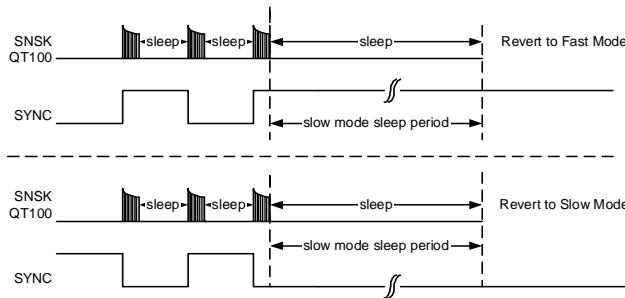 SNSK
QT100
sleep sleep sleep Revert to Fast Mode
SYNC
slow mode sleep period
SNSK
QT100
sleep sleep sleep Revert to Slow Mode
slow mode sleep period
SYNC